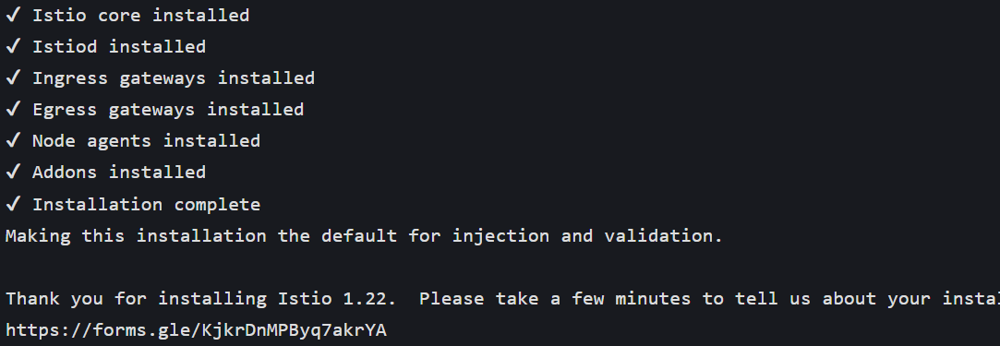 ✔ Istio core installed
✔ Istiod installed
✔ Ingress gateways installed
✔ Egress gateways installed
✔ Node agents installed
✔ Addons installed
✔ Installation complete
Making this installation the default for injection and validation.
Thank you for installing Istio 1.22.  Please take a few minutes to tell us about your
https://forms.gle/KjkrDnMPByq7akrYA